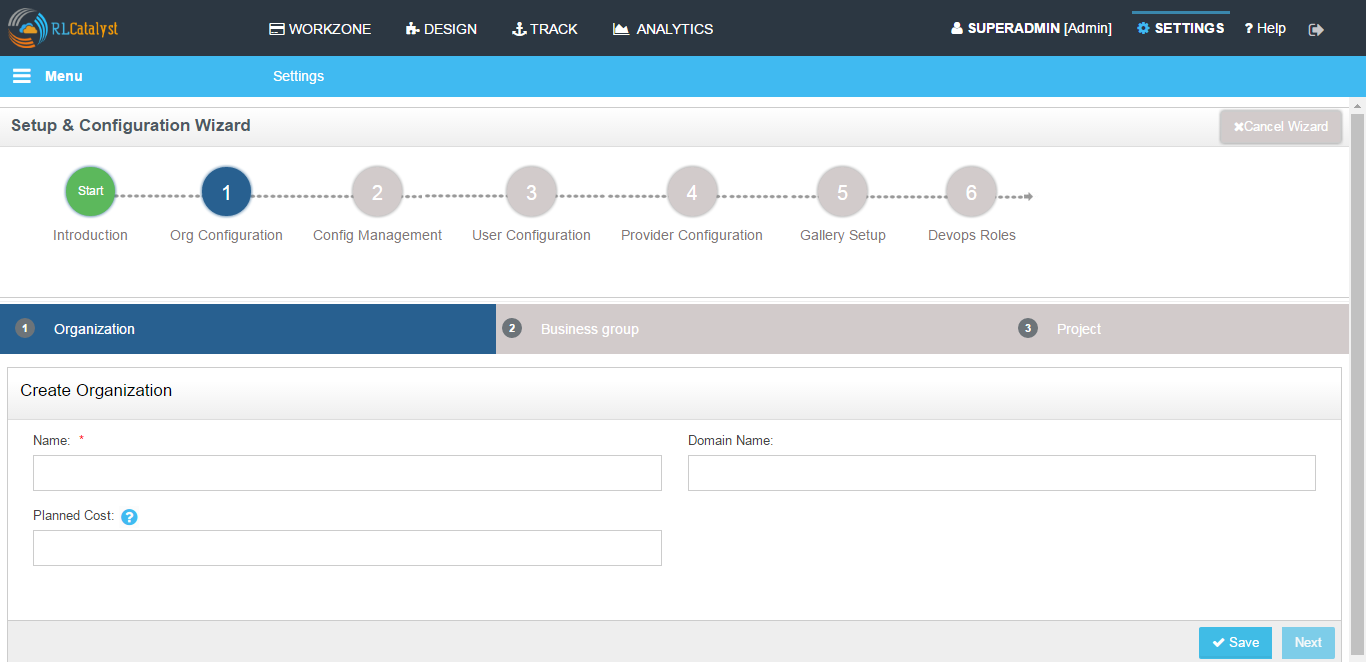 RLCatalyst WORKZONE DESIGN TRACK ANALYTICS SUPERADMIN [Admin] SETTINGS ? Help
Menu Settings
Setup & Configuration Wizard ✖Cancel Wizard
Start 1 2 3 4 5 6
Introduction Org Configuration Config Management User Configuration Provider Configuration Gallery Setup Devops Roles
1 Organization 2 Business group 3 Project
Create Organization
Name: * Domain Name:
Planned Cost: ?
✔ Save Next